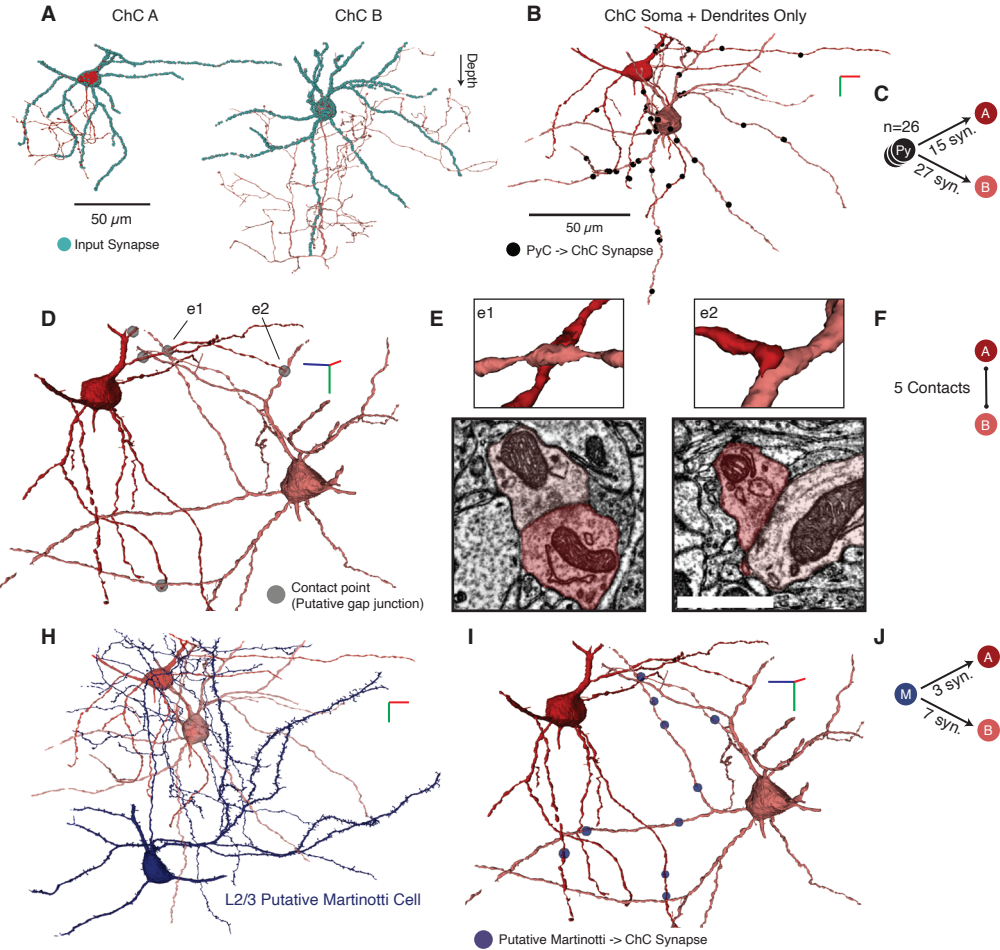 A
ChC A
ChC B
Depth
50 µm
Input Synapse
B
ChC Soma + Dendrites Only
50 µm
PyC -> ChC Synapse
C
n=26
Py
15 syn.
27 syn.
A
B
D
e1
e2
Contact point
(Putative gap junction)
E
e1
e2
F
A
5 Contacts
B
H
L2/3 Putative Martinotti Cell
I
Putative Martinotti -> ChC Synapse
J
M
3 syn.
7 syn.
A
B